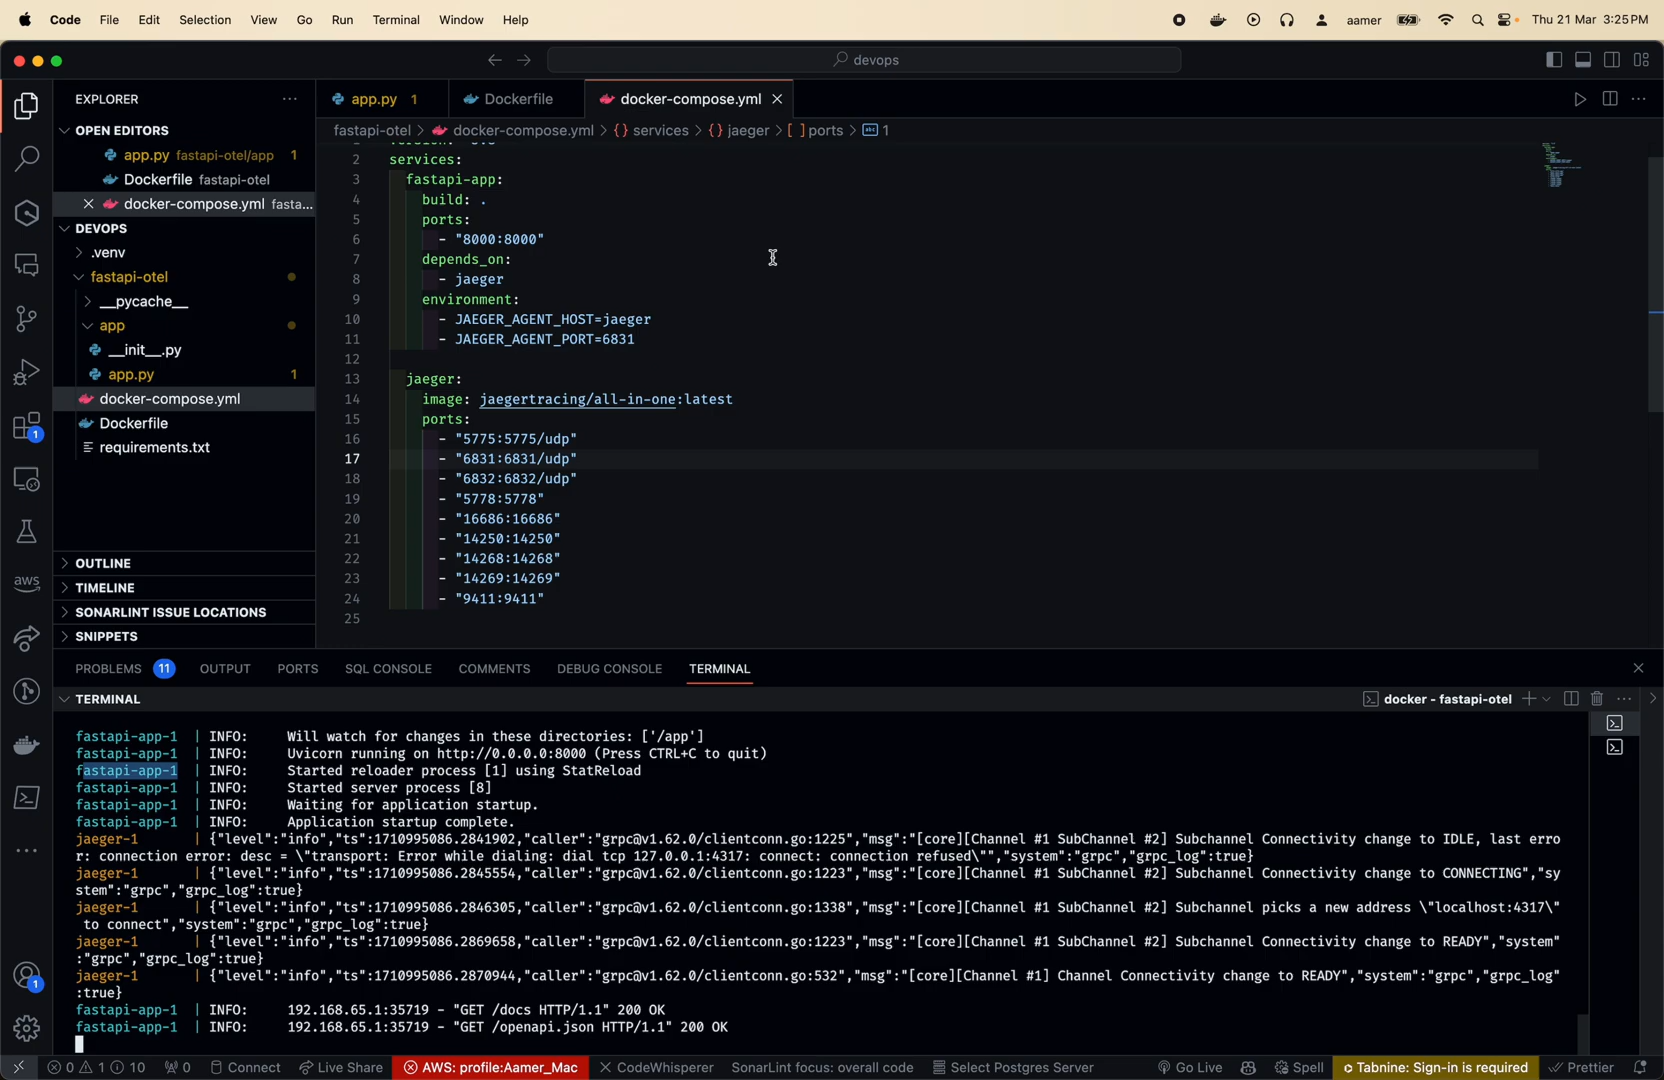 Code File Edit Selection View Go Run Terminal Window Help aamer Thu 21 Mar 3:25 PM
devops
EXPLORER
app.py 1 Dockerfile docker-compose.yml
OPEN EDITORS
fastapi-otel > docker-compose.yml > {} services > {} jaeger > [ ] ports > abc 1
app.py fastapi-otel/app 1
Dockerfile fastapi-otel
docker-compose.yml fasta...
DEVOPS
.venv
fastapi-otel
__pycache__
app
__init__.py
app.py 1
docker-compose.yml
Dockerfile
requirements.txt
OUTLINE
TIMELINE
SONARLINT ISSUE LOCATIONS
SNIPPETS
2 services:
3 fastapi-app:
4 build: .
5 ports:
6 - "8000:8000"
7 depends_on:
8 - jaeger
9 environment:
10 - JAEGER_AGENT_HOST=jaeger
11 - JAEGER_AGENT_PORT=6831
12
13 jaeger:
14 image: jaegertracing/all-in-one:latest
15 ports:
16 - "5775:5775/udp"
17 - "6831:6831/udp"
18 - "6832:6832/udp"
19 - "5778:5778"
20 - "16686:16686"
21 - "14250:14250"
22 - "14268:14268"
23 - "14269:14269"
24 - "9411:9411"
25
aws
1
1
PROBLEMS 11 OUTPUT PORTS SQL CONSOLE COMMENTS DEBUG CONSOLE TERMINAL
TERMINAL docker - fastapi-otel
fastapi-app-1 | INFO: Will watch for changes in these directories: ['/app']
fastapi-app-1 | INFO: Uvicorn running on http://0.0.0.0:8000 (Press CTRL+C to quit)
fastapi-app-1 | INFO: Started reloader process [1] using StatReload
fastapi-app-1 | INFO: Started server process [8]
fastapi-app-1 | INFO: Waiting for application startup.
fastapi-app-1 | INFO: Application startup complete.
jaeger-1 | {"level":"info","ts":1710995086.2841902,"caller":"grpc@v1.62.0/clientconn.go:1225","msg":"[core][Channel #1 SubChannel #2] Subchannel Connectivity change to IDLE, last erro
r: connection error: desc = \"transport: Error while dialing: dial tcp 127.0.0.1:4317: connect: connection refused\"","system":"grpc","grpc_log":true}
jaeger-1 | {"level":"info","ts":1710995086.2845554,"caller":"grpc@v1.62.0/clientconn.go:1223","msg":"[core][Channel #1 SubChannel #2] Subchannel Connectivity change to CONNECTING","sy
stem":"grpc","grpc_log":true}
jaeger-1 | {"level":"info","ts":1710995086.2846305,"caller":"grpc@v1.62.0/clientconn.go:1338","msg":"[core][Channel #1 SubChannel #2] Subchannel picks a new address \"localhost:4317\"
to connect","system":"grpc","grpc_log":true}
jaeger-1 | {"level":"info","ts":1710995086.2869658,"caller":"grpc@v1.62.0/clientconn.go:1223","msg":"[core][Channel #1 SubChannel #2] Subchannel Connectivity change to READY","system"
:"grpc","grpc_log":true}
jaeger-1 | {"level":"info","ts":1710995086.2870944,"caller":"grpc@v1.62.0/clientconn.go:532","msg":"[core][Channel #1] Channel Connectivity change to READY","system":"grpc","grpc_log"
:true}
fastapi-app-1 | INFO: 192.168.65.1:35719 - "GET /docs HTTP/1.1" 200 OK
fastapi-app-1 | INFO: 192.168.65.1:35719 - "GET /openapi.json HTTP/1.1" 200 OK
0 1 10 0 Connect Live Share AWS: profile:Aamer_Mac CodeWhisperer SonarLint focus: overall code Select Postgres Server Go Live Spell Tabnine: Sign-in is required Prettier